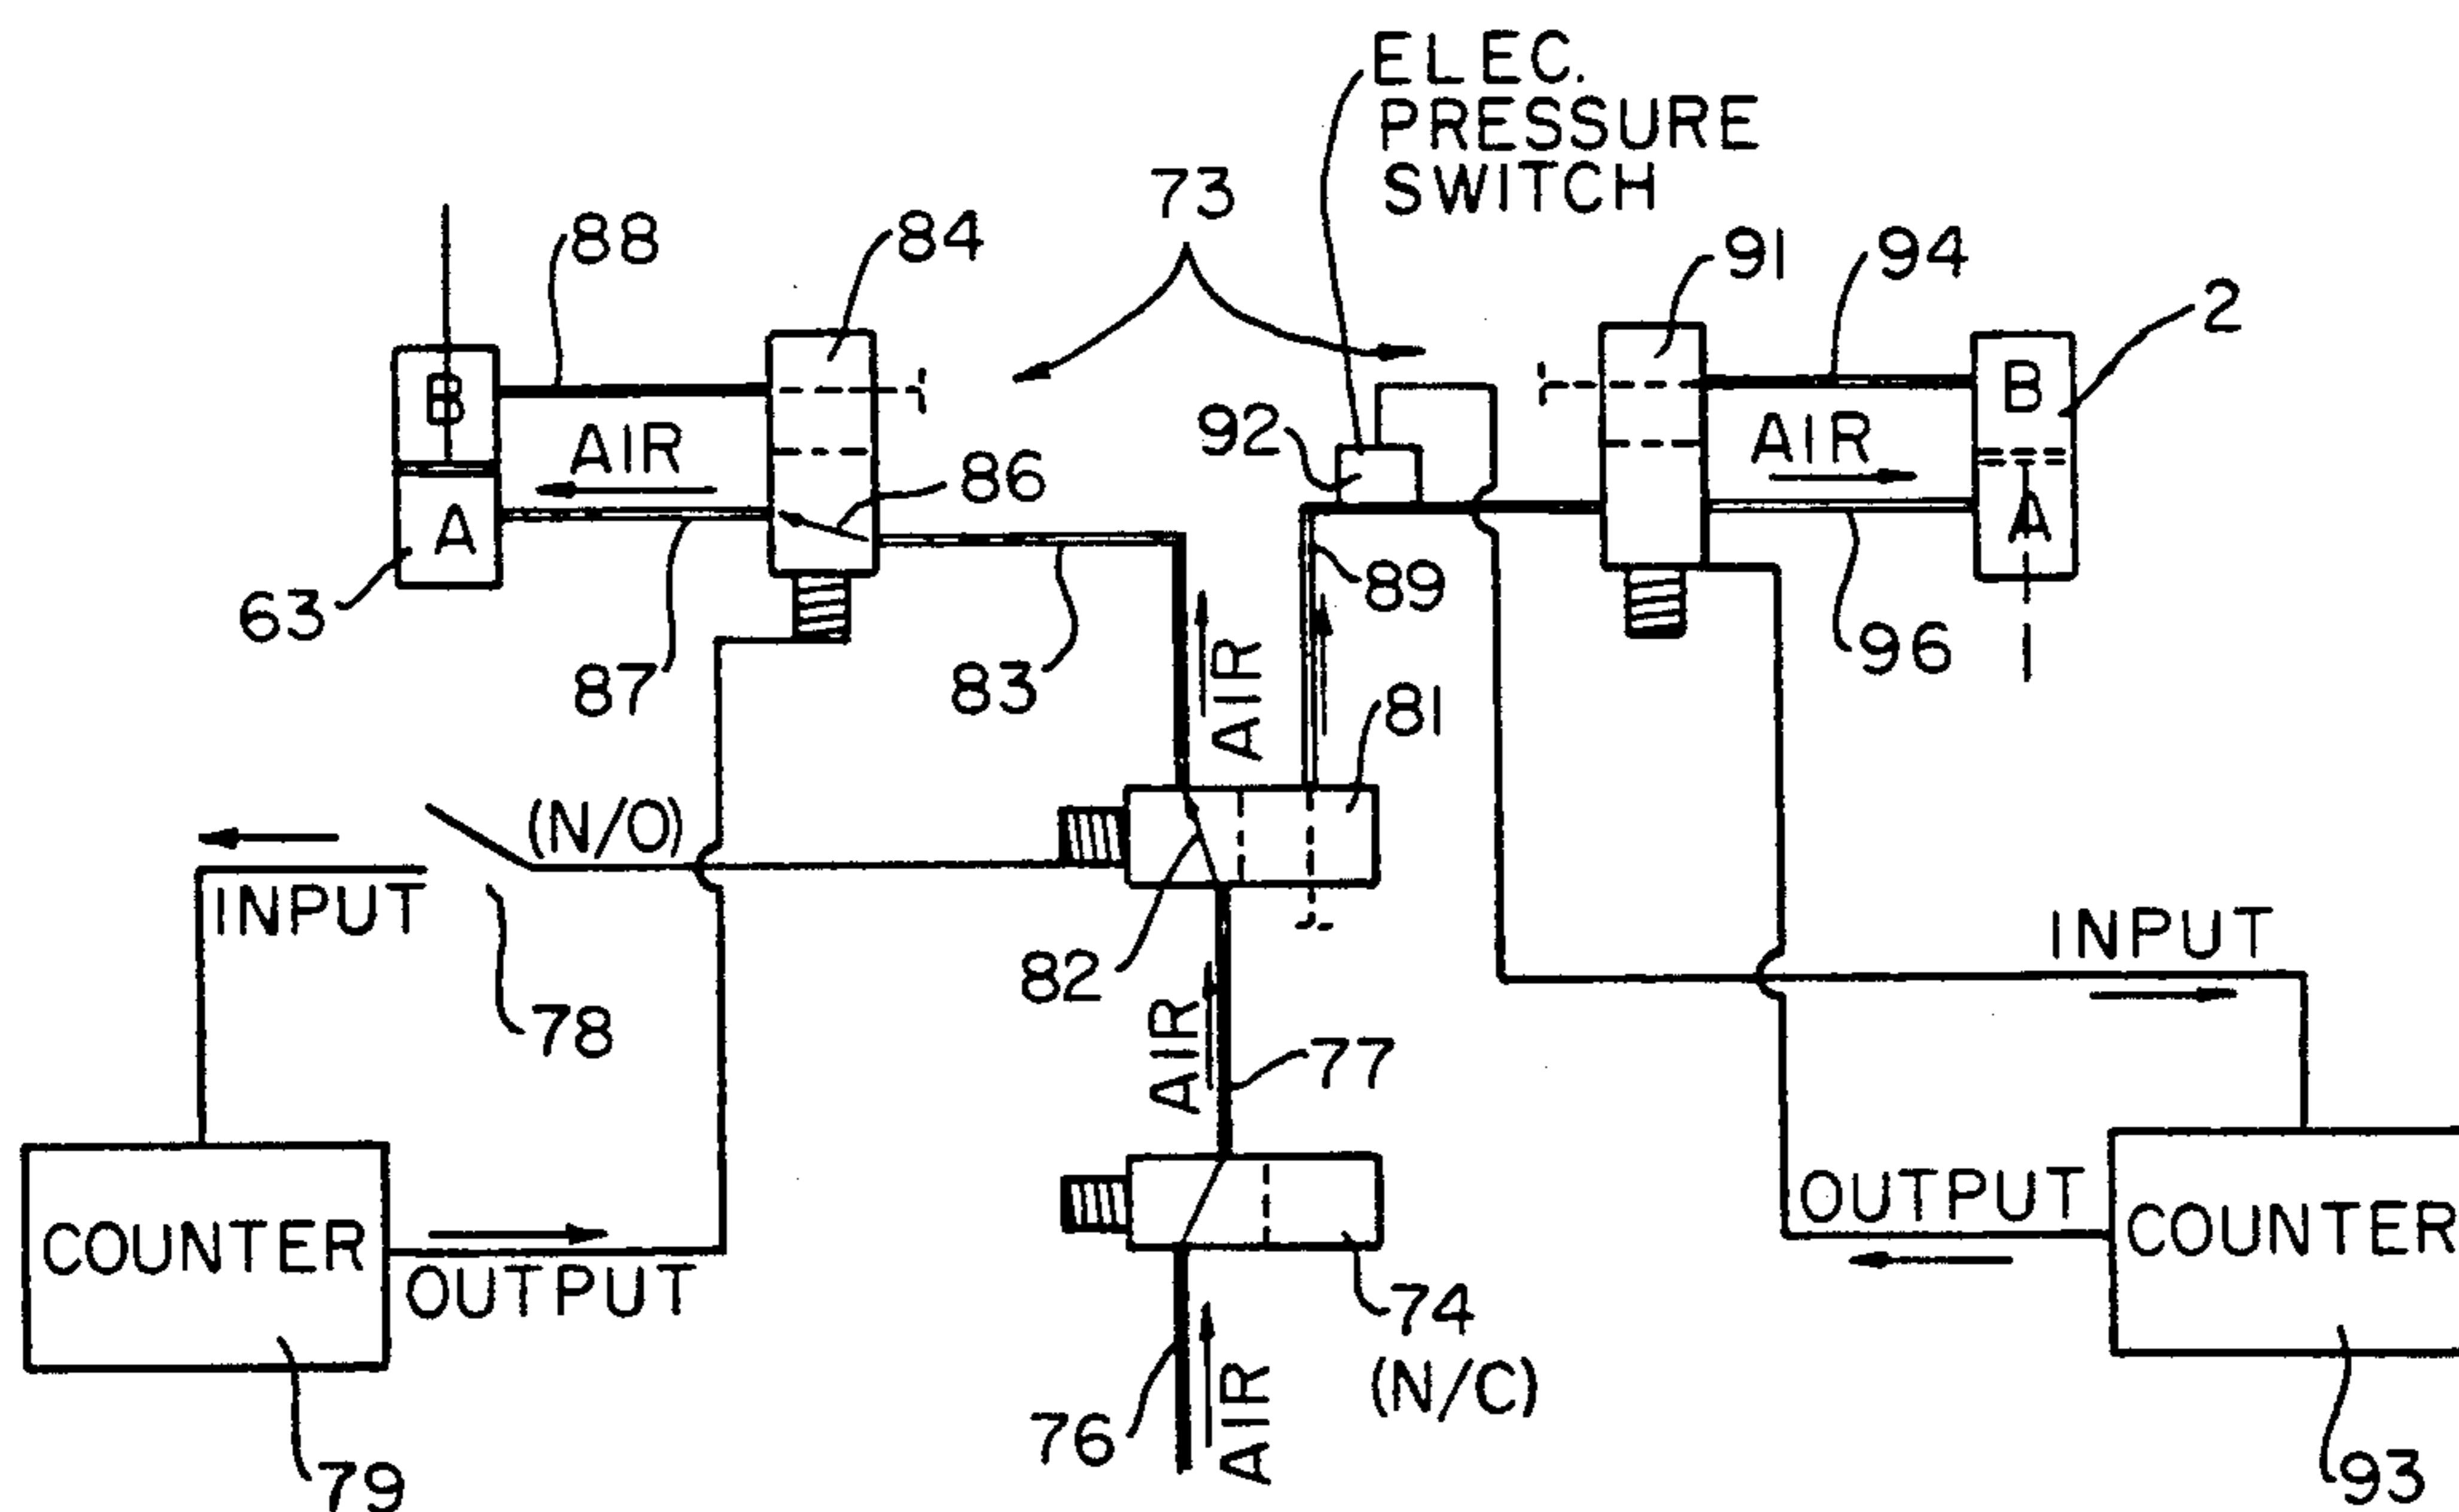 ELEC.
PRESSURE
SWITCH
73
88
84
91
94
2
B
B
AIR
AIR
92
86
A
A
63
89
87
83
AIR
96
81
(N/O)
INPUT
INPUT
82
78
AIR
77
OUTPUT
COUNTER
COUNTER
OUTPUT
74
(N/C)
76
AIR
79
93